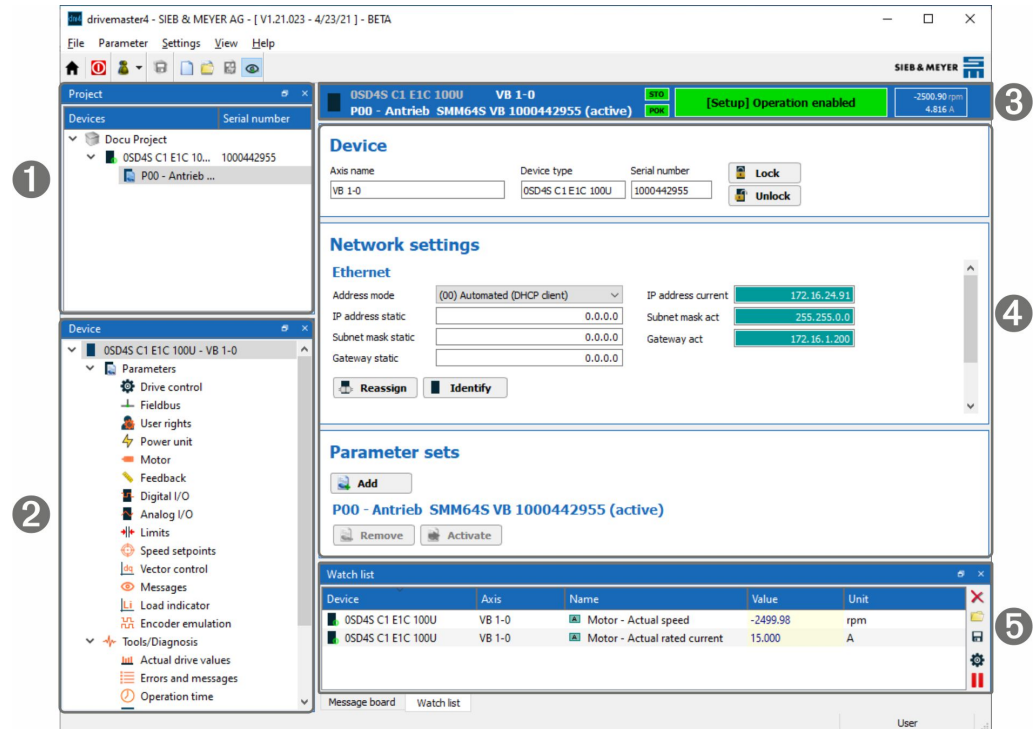 drivemaster4 - SIEB & MEYER AG - [ V1.21.023 - 4/23/21 ] - BETA
File Parameter Settings View Help
SIEB & MEYER
Project
Devices Serial number
Docu Project
0SD4S C1 E1C 10... 1000442955
P00 - Antrieb ...
1
Device
0SD4S C1 E1C 100U - VB 1-0
Parameters
Drive control
Fieldbus
User rights
Power unit
Motor
Feedback
Digital I/O
Analog I/O
Limits
Speed setpoints
Vector control
Messages
Load indicator
Encoder emulation
Tools/Diagnosis
Actual drive values
Errors and messages
Operation time
2
0SD4S C1 E1C 100U VB 1-0
P00 - Antrieb SMM64S VB 1000442955 (active)
STO
POK
[Setup] Operation enabled
-2500.90 rpm
4.816 A
3
Device
Axis name Device type Serial number
VB 1-0 0SD4S C1 E1C 100U 1000442955
Lock
Unlock
Network settings
Ethernet
Address mode (00) Automated (DHCP client) IP address current 172.16.24.91
IP address static 0.0.0.0 Subnet mask act 255.255.0.0
Subnet mask static 0.0.0.0 Gateway act 172.16.1.200
Gateway static 0.0.0.0
Reassign Identify
4
Parameter sets
Add
P00 - Antrieb SMM64S VB 1000442955 (active)
Remove Activate
Watch list
Device Axis Name Value Unit
0SD4S C1 E1C 100U VB 1-0 Motor - Actual speed -2499.98 rpm
0SD4S C1 E1C 100U VB 1-0 Motor - Actual rated current 15.000 A
5
Message board Watch list
User